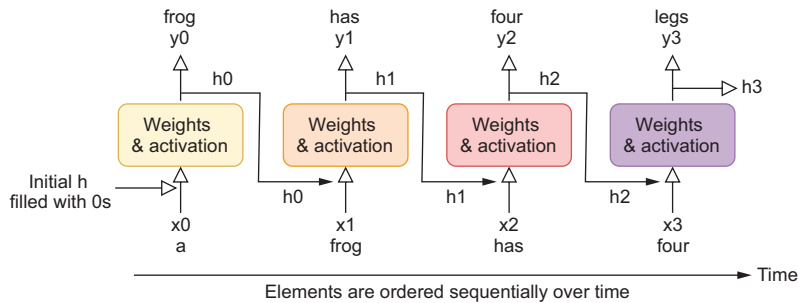 frog has four legs
y0 y1 y2 y3
h0 h1 h2 h3
Weights Weights Weights Weights
& activation & activation & activation & activation
Initial h
filled with 0s
h0 h1 h2
x0 x1 x2 x3
a frog has four
Time
Elements are ordered sequentially over time